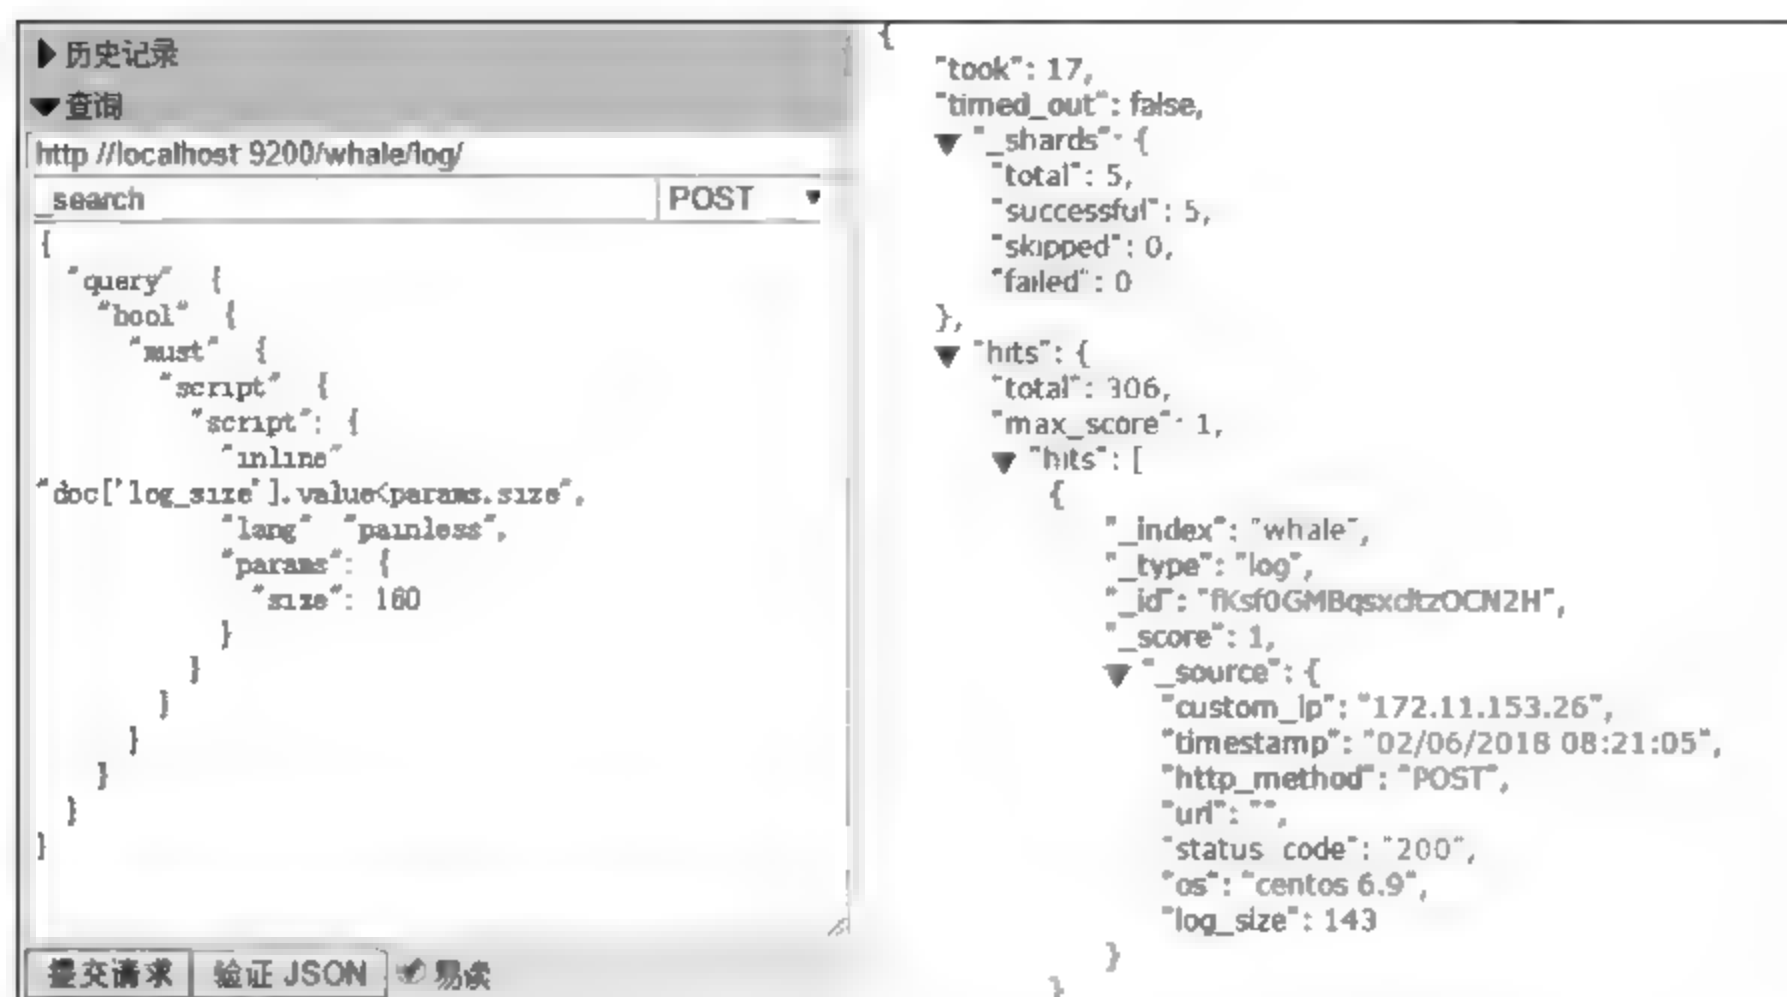 历史记录
查询
http //localhost 9200/whale/log/
_search POST
{
"query" {
"bool" {
"must" {
"script" {
"script": {
"inline"
"doc['log_size'].value<params.size",
"lang" "painless",
"params": {
"size": 160
}
}
}
}
}
}
}
提交请求 验证 JSON 易读
{
"took": 17,
"timed_out": false,
"_shards": {
"total": 5,
"successful": 5,
"skipped": 0,
"failed": 0
},
"hits": {
"total": 306,
"max_score": 1,
"hits": [
{
"_index": "whale",
"_type": "log",
"_id": "fKsf0GMBqsxdtzOCN2H",
"_score": 1,
"_source": {
"custom_ip": "172.11.153.26",
"timestamp": "02/06/2018 08:21:05",
"http_method": "POST",
"url": "",
"status_code": "200",
"os": "centos 6.9",
"log_size": 143
}
}